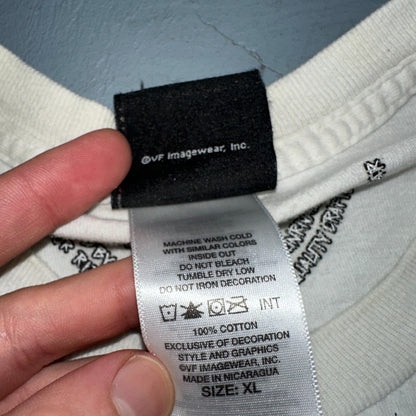 ©VF Imagewear, Inc.
MACHINE WASH COLD
WITH SIMILAR COLORS
INSIDE OUT
DO NOT BLEACH
TUMBLE DRY LOW
DO NOT IRON DECORATION
INT
100% COTTON
EXCLUSIVE OF DECORATION
STYLE AND GRAPHICS
©VF IMAGEWEAR, INC.
MADE IN NICARAGUA
SIZE: XL